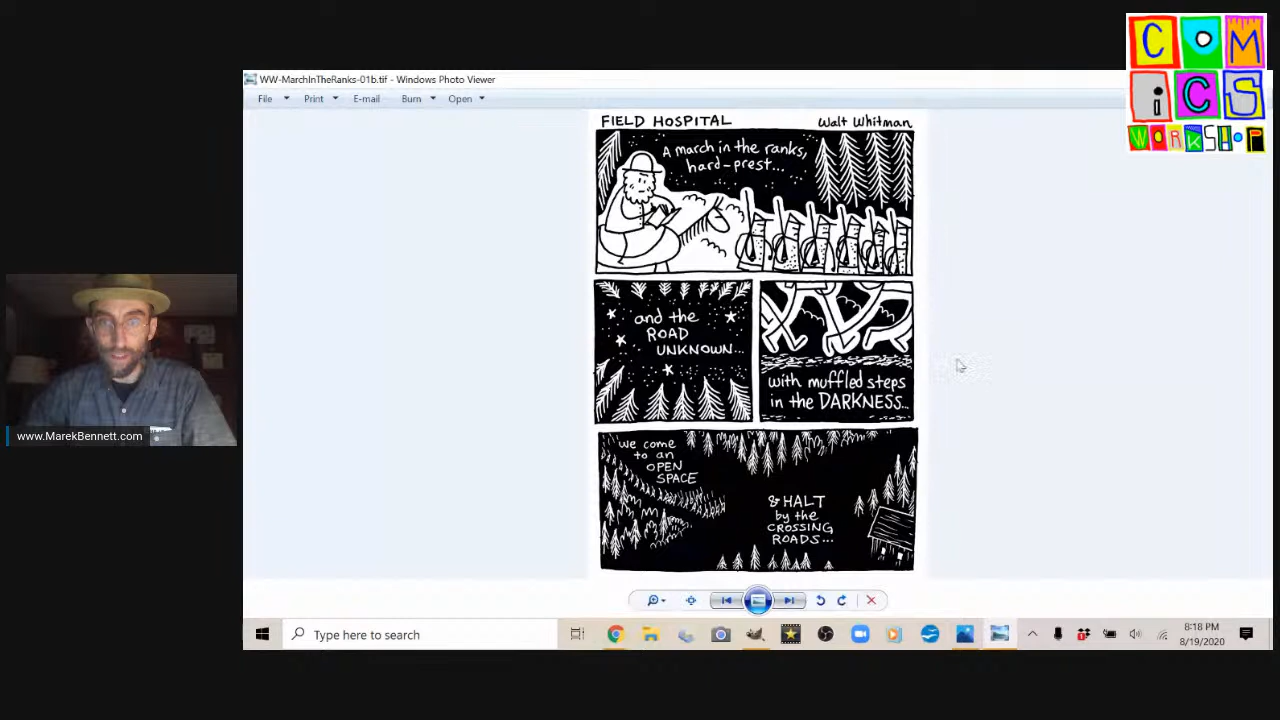 COM
iCS
WORKSHOP
WW-MarchInTheRanks-01b.tif - Windows Photo Viewer
File Print E-mail Burn Open
FIELD HOSPITAL Walt Whitman
A march in the ranks,
hard-prest...
and the
ROAD
UNKNOWN...
with muffled steps
in the DARKNESS...
we come
to an
OPEN
SPACE
& HALT
by the
CROSSING
ROADS...
www.MarekBennett.com
Type here to search
8:18 PM
8/19/2020